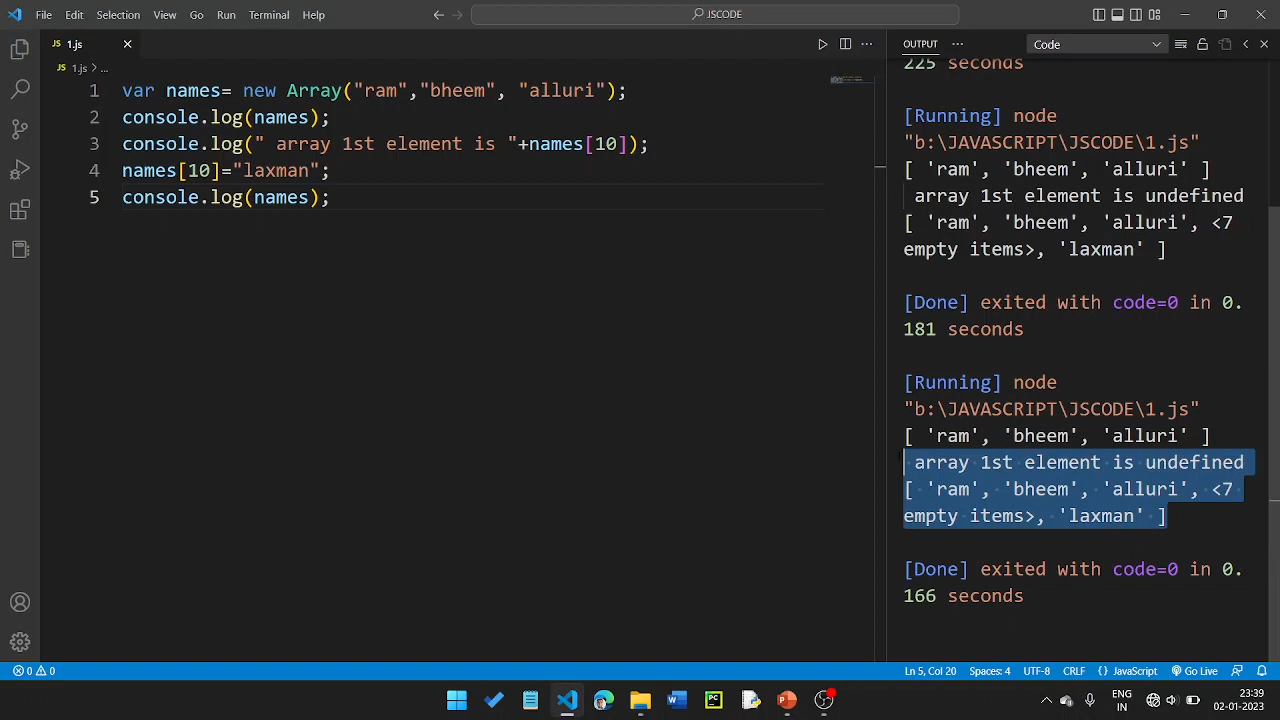 File Edit Selection View Go Run Terminal Help
JSCODE
JS 1.js
JS 1.js > ...
1 var names= new Array("ram","bheem", "alluri");
2 console.log(names);
3 console.log(" array 1st element is "+names[10]);
4 names[10]="laxman";
5 console.log(names);
OUTPUT ... Code
225 seconds
[Running] node
"b:\JAVASCRIPT\JSCODE\1.js"
[ 'ram', 'bheem', 'alluri' ]
array 1st element is undefined
[ 'ram', 'bheem', 'alluri', <7
empty items>, 'laxman' ]
[Done] exited with code=0 in 0.
181 seconds
[Running] node
"b:\JAVASCRIPT\JSCODE\1.js"
[ 'ram', 'bheem', 'alluri' ]
array 1st element is undefined
[ 'ram', 'bheem', 'alluri', <7
empty items>, 'laxman' ]
[Done] exited with code=0 in 0.
166 seconds
0 0
Ln 5, Col 20 Spaces: 4 UTF-8 CRLF {} JavaScript Go Live
PC
W
P
ENG
IN
23:39
02-01-2023